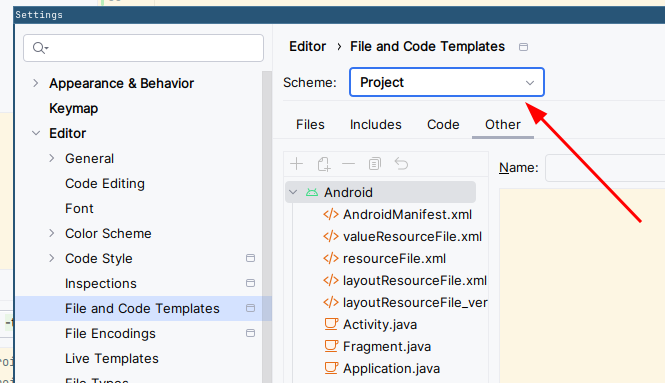 Settings
Editor › File and Code Templates
Scheme: Project
Appearance & Behavior
Keymap
Editor
General
Code Editing
Font
Color Scheme
Code Style
Inspections
File and Code Templates
File Encodings
Live Templates
File Types
Files Includes Code Other
Name:
Android
AndroidManifest.xml
valueResourceFile.xml
resourceFile.xml
layoutResourceFile.xml
layoutResourceFile_ver
Activity.java
Fragment.java
Application.java